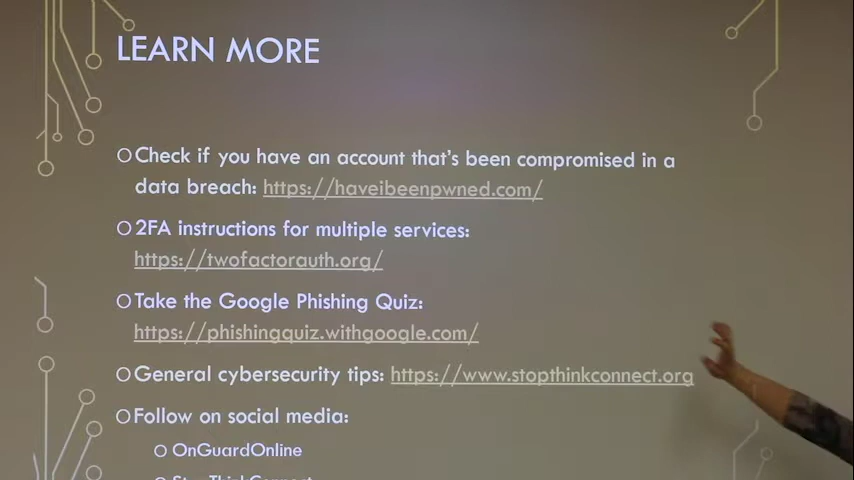 LEARN MORE
Check if you have an account that's been compromised in a
data breach: https://haveibeenpwned.com/
2FA instructions for multiple services:
https://twofactorauth.org/
Take the Google Phishing Quiz:
https://phishingquiz.withgoogle.com/
General cybersecurity tips: https://www.stopthinkconnect.org
Follow on social media:
OnGuardOnline